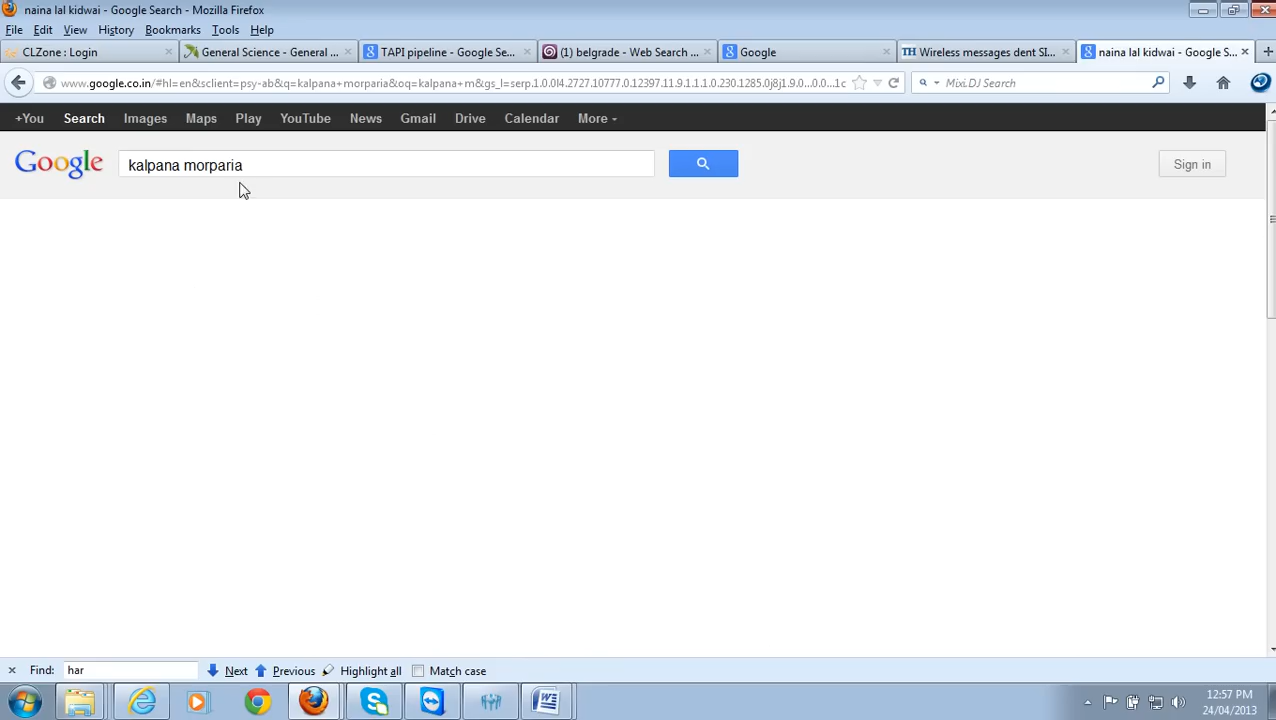 naina lal kidwai - Google Search - Mozilla Firefox
File Edit View History Bookmarks Tools Help
CLZone : Login General Science - General ... TAPI pipeline - Google Se... (1) belgrade - Web Search ... Google Wireless messages dent SI... naina lal kidwai - Google S...
www.google.co.in/#hl=en&sclient=psy-ab&q=kalpana+morparia&oq=kalpana+m&gs_l=serp.1.0.0l4.2727.10777.0.12397.11.9.1.1.1.0.230.1285.0j8j1.9.0...0.0...1c Mixi.DJ Search
+You Search Images Maps Play YouTube News Gmail Drive Calendar More
Google kalpana morparia Sign in
Find: har Next Previous Highlight all Match case
12:57 PM
24/04/2013